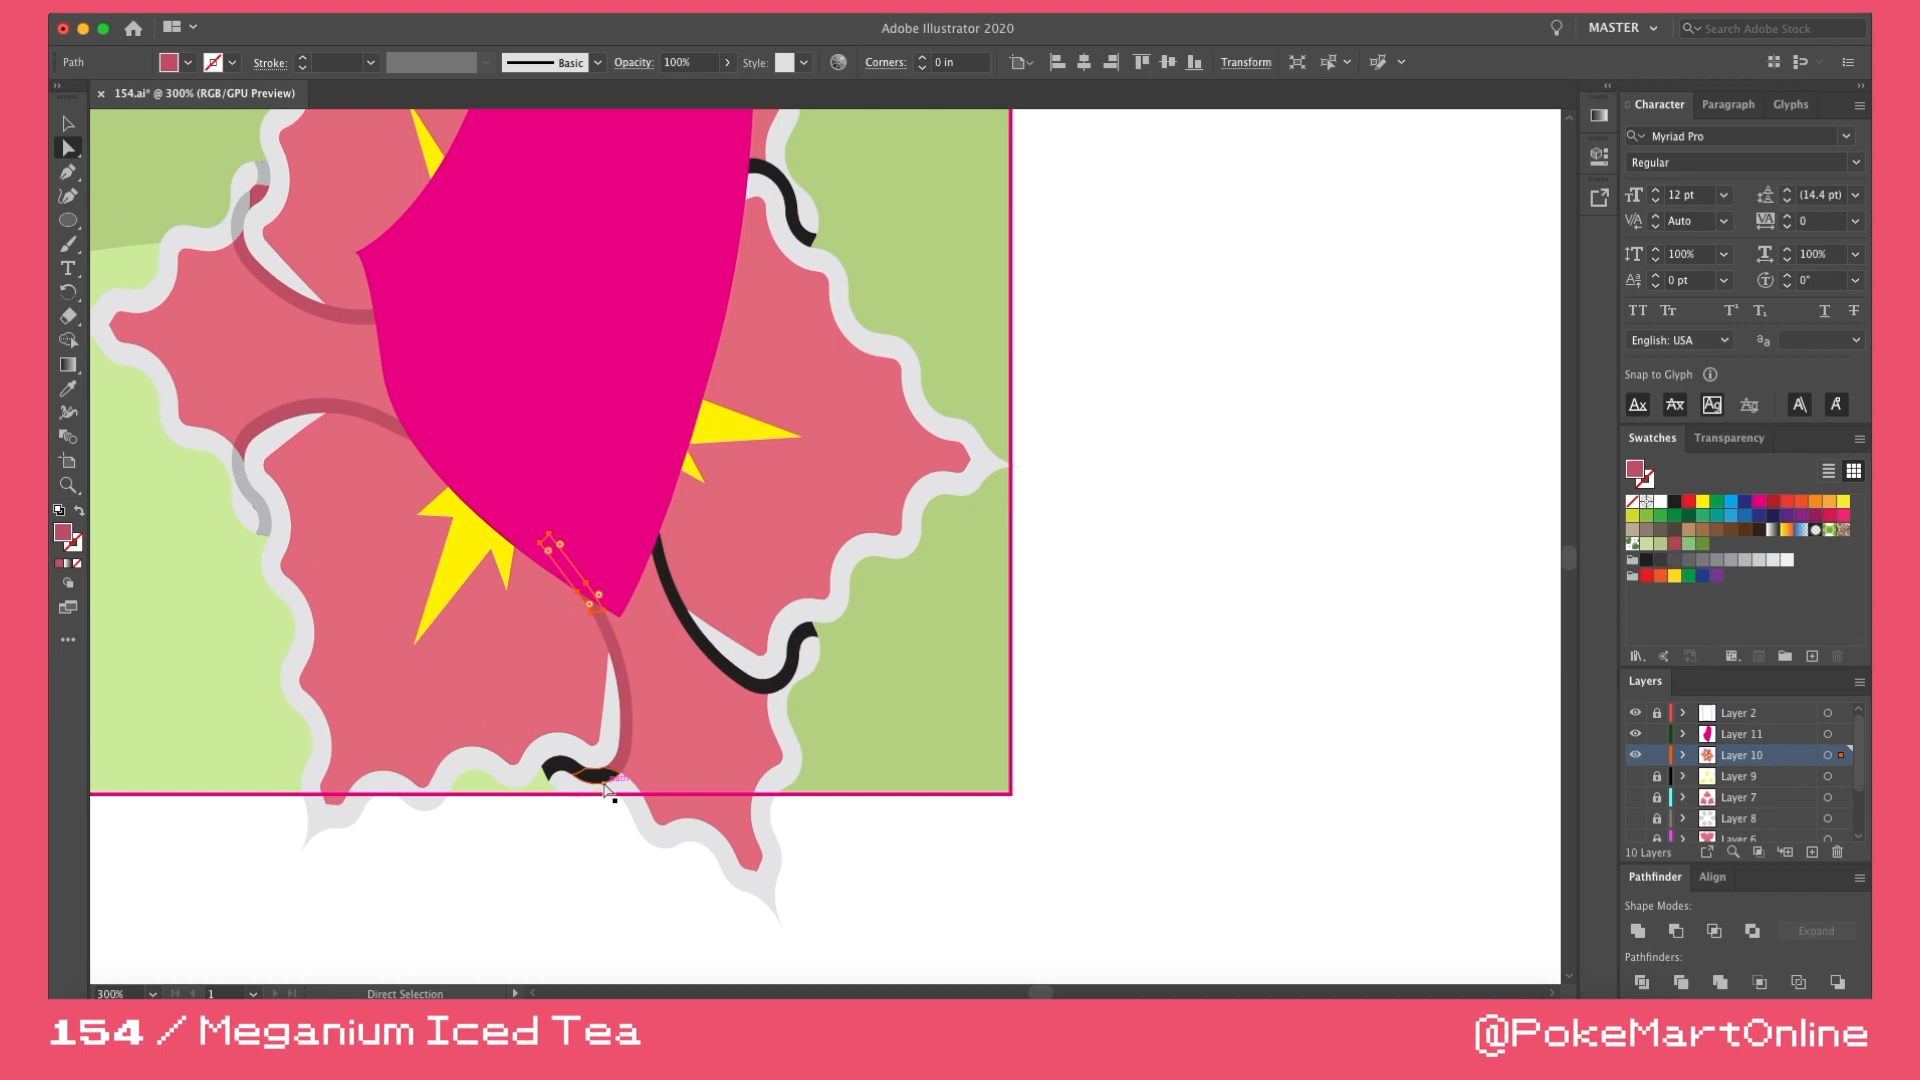 Adobe Illustrator 2020
MASTER
Search Adobe Stock
Path
Stroke:
Basic
Opacity:
100%
Style:
Corners:
0 in
Transform
154.ai* @ 300% (RGB/GPU Preview)
Character
Paragraph
Glyphs
Myriad Pro
Regular
12 pt
(14.4 pt)
Auto
0
100%
100%
0 pt
0°
English: USA
Snap to Glyph
Swatches
Transparency
Layers
Layer 2
Layer 11
Layer 10
Layer 9
Layer 7
Layer 8
Layer 6
10 Layers
Pathfinder
Align
Shape Modes:
Expand
Pathfinders:
300%
1
Direct Selection
154 / Meganium Iced Tea
@PokeMartOnline